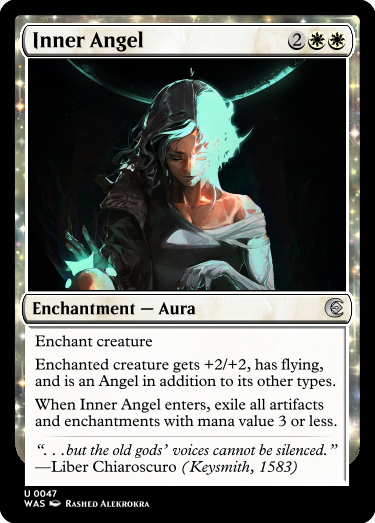 Inner Angel 2
Enchantment — Aura
Enchant creature
Enchanted creature gets +2/+2, has flying,
and is an Angel in addition to its other types.
When Inner Angel enters, exile all artifacts
and enchantments with mana value 3 or less.
“. . .but the old gods’ voices cannot be silenced.”
—Liber Chiaroscuro (Keysmith, 1583)
U 0047
WAS Rashed Alekrokra